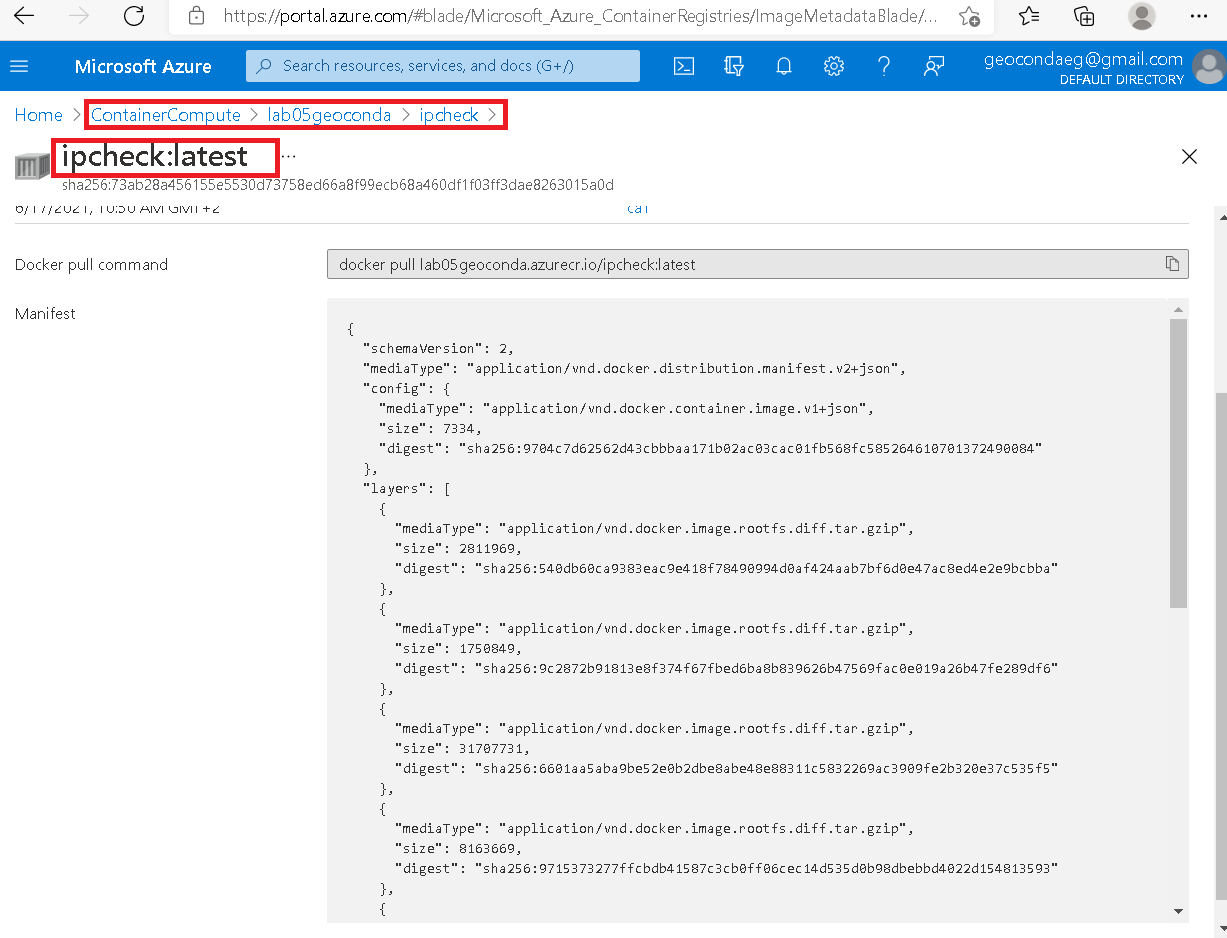 https://portal.azure.com/#blade/Microsoft_Azure_ContainerRegistries/ImageMetadataBlade/...
Microsoft Azure
Search resources, services, and docs (G+/)
geocondaeg@gmail.com
DEFAULT DIRECTORY
Home > ContainerCompute > lab05geoconda > ipcheck >
ipcheck:latest ...
sha256:73ab28a456155e5530d73758ed66a8f99ecb68a460df1f03ff3dae8263015a0d
6/17/2021, 10:50 AM GMT+2
Docker pull command
docker pull lab05geoconda.azurecr.io/ipcheck:latest
Manifest
{
"schemaVersion": 2,
"mediaType": "application/vnd.docker.distribution.manifest.v2+json",
"config": {
"mediaType": "application/vnd.docker.container.image.v1+json",
"size": 7334,
"digest": "sha256:9704c7d62562d43cbbbaa171b02ac03cac01fb568fc585264610701372490084"
},
"layers": [
{
"mediaType": "application/vnd.docker.image.rootfs.diff.tar.gzip",
"size": 2811969,
"digest": "sha256:540db60ca9383eac9e418f78490994d0af424aab7bf6d0e47ac8ed4e2e9bcbba"
},
{
"mediaType": "application/vnd.docker.image.rootfs.diff.tar.gzip",
"size": 1750849,
"digest": "sha256:9c2872b91813e8f374f67fbed6ba8b839626b47569fac0e019a26b47fe289df6"
},
{
"mediaType": "application/vnd.docker.image.rootfs.diff.tar.gzip",
"size": 31707731,
"digest": "sha256:6601aa5aba9be52e0b2dbe8abe48e88311c5832269ac3909fe2b320e37c535f5"
},
{
"mediaType": "application/vnd.docker.image.rootfs.diff.tar.gzip",
"size": 8163669,
"digest": "sha256:9715373277ffcbdb41587c3cb0ff06cec14d535d0b98dbebbd4022d154813593"
},
{